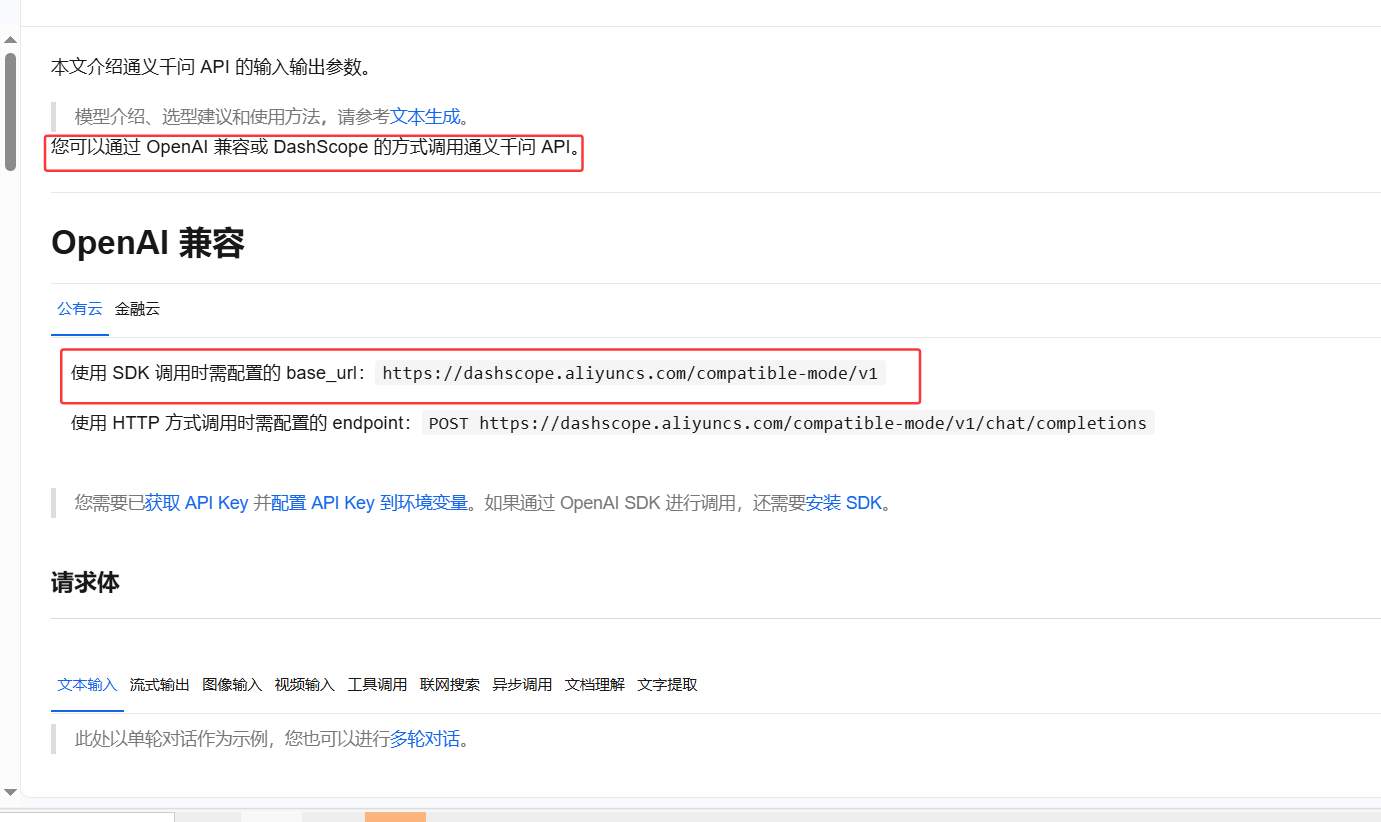 本文介绍通义千问 API 的输入输出参数。
模型介绍、选型建议和使用方法，请参考文本生成。
您可以通过 OpenAI 兼容或 DashScope 的方式调用通义千问 API。
OpenAI 兼容
公有云 金融云
使用 SDK 调用时需配置的 base_url： https://dashscope.aliyuncs.com/compatible-mode/v1
使用 HTTP 方式调用时需配置的 endpoint： POST https://dashscope.aliyuncs.com/compatible-mode/v1/chat/completions
您需要已获取 API Key 并配置 API Key 到环境变量。如果通过 OpenAI SDK 进行调用，还需要安装 SDK。
请求体
文本输入 流式输出 图像输入 视频输入 工具调用 联网搜索 异步调用 文档理解 文字提取
此处以单轮对话作为示例，您也可以进行多轮对话。